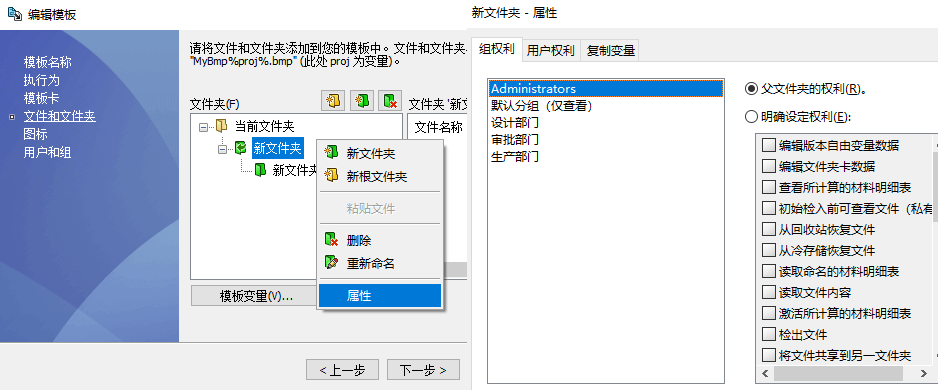 编辑模板
模板名称
执行为
模板卡
文件和文件夹
图标
用户和组
请将文件和文件夹添加到您的模板中。文件和文件夹
"MyBmp%proj%.bmp" (此处 proj 为变量)。
文件夹(F)
文件夹 '新文
当前文件夹
新文件夹
新文件夹
文件名称
新文件夹
新根文件夹
粘贴文件
删除
重新命名
属性
模板变量(V)...
< 上一步
下一步 >
新文件夹 - 属性
组权利
用户权利
复制变量
Administrators
默认分组（仅查看）
设计部门
审批部门
生产部门
父文件夹的权利(R)。
明确设定权利(E):
编辑版本自由变量数据
编辑文件夹卡数据
查看所计算的材料明细表
初始检入前可查看文件（私有
从回收站恢复文件
从冷存储恢复文件
读取命名的材料明细表
读取文件内容
激活所计算的材料明细表
检出文件
将文件共享到另一文件夹